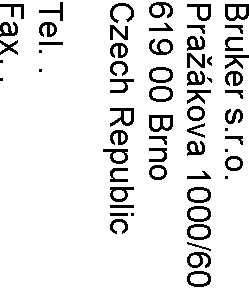 Bruker s.r.o.
Pražákova 1000/60
619 00 Brno
Czech Republic
Tel. .
Fax. .